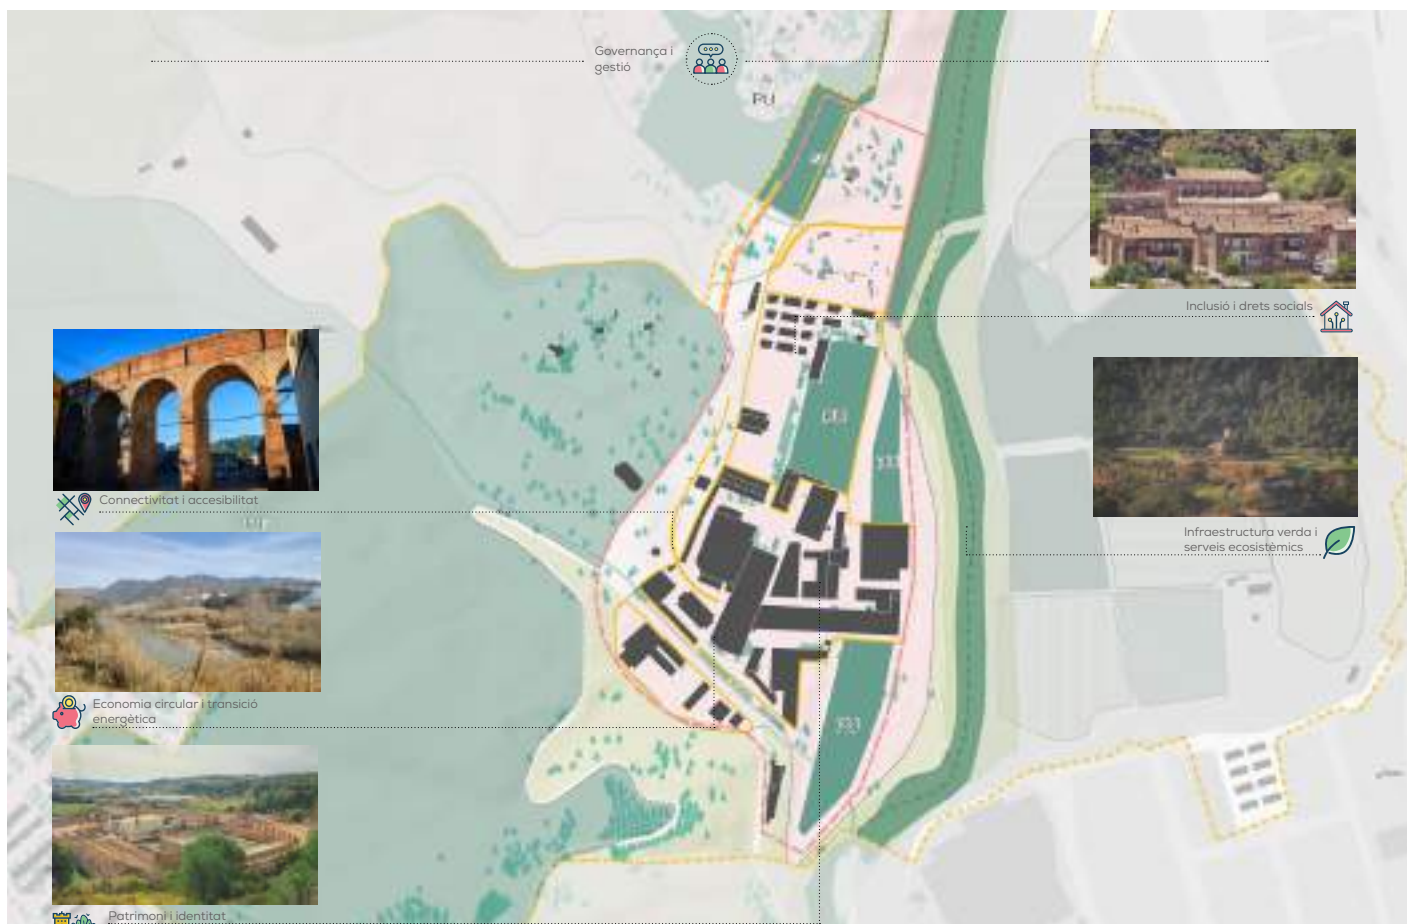 Governança i
gestió
PU
Inclusió i drets socials
Connectivitat i accesibilitat
Infraestructura verda i
serveis ecosistèmics
Economia circular i transició
energètica
Patrimoni i identitat